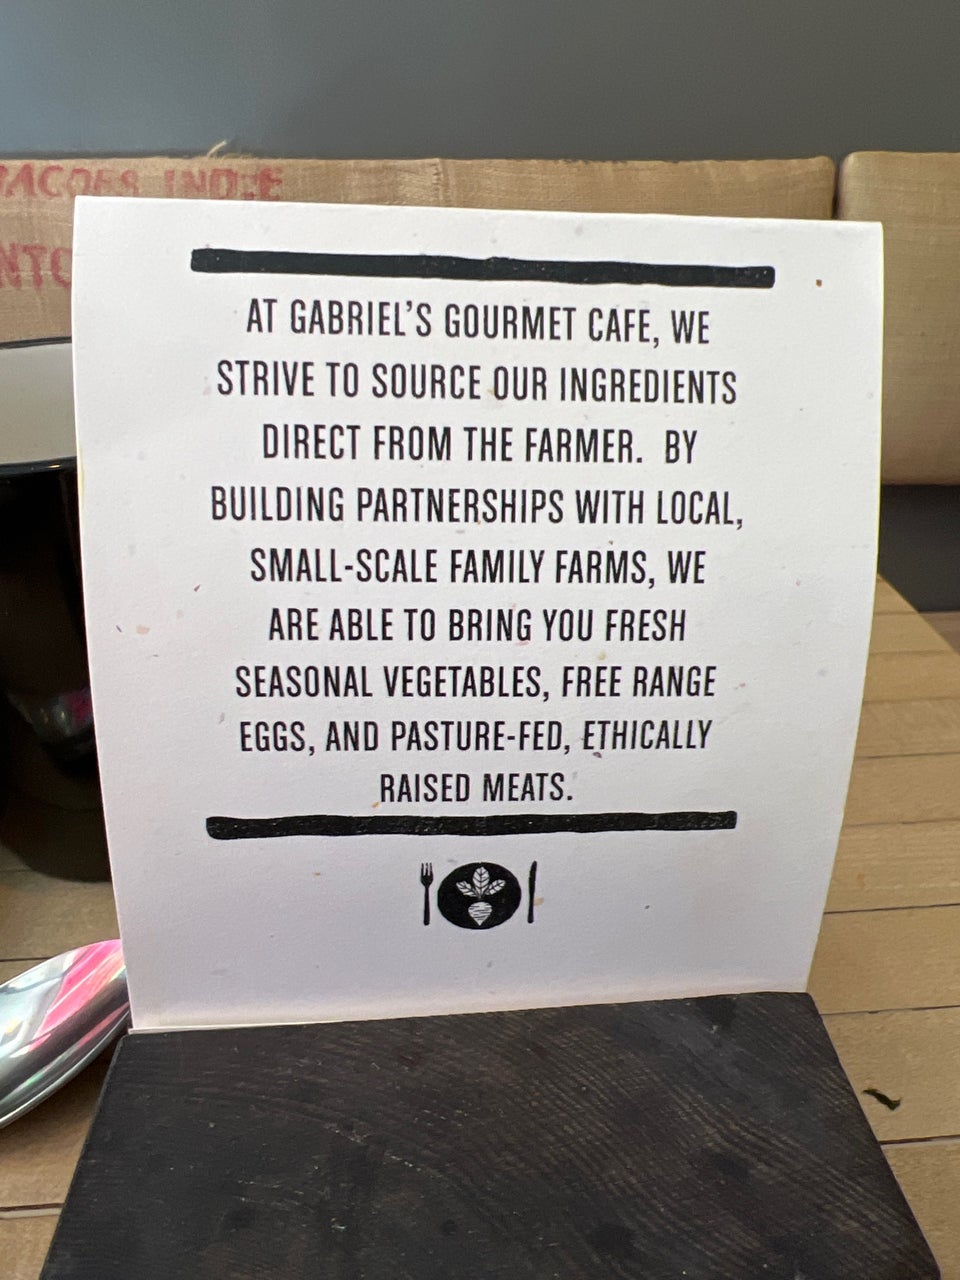 JACOBS INDIE
AT GABRIEL'S GOURMET CAFE, WE
STRIVE TO SOURCE OUR INGREDIENTS
DIRECT FROM THE FARMER. BY
BUILDING PARTNERSHIPS WITH LOCAL,
SMALL-SCALE FAMILY FARMS, WE
ARE ABLE TO BRING YOU FRESH
SEASONAL VEGETABLES, FREE RANGE
EGGS, AND PASTURE-FED, ETHICALLY
RAISED MEATS.